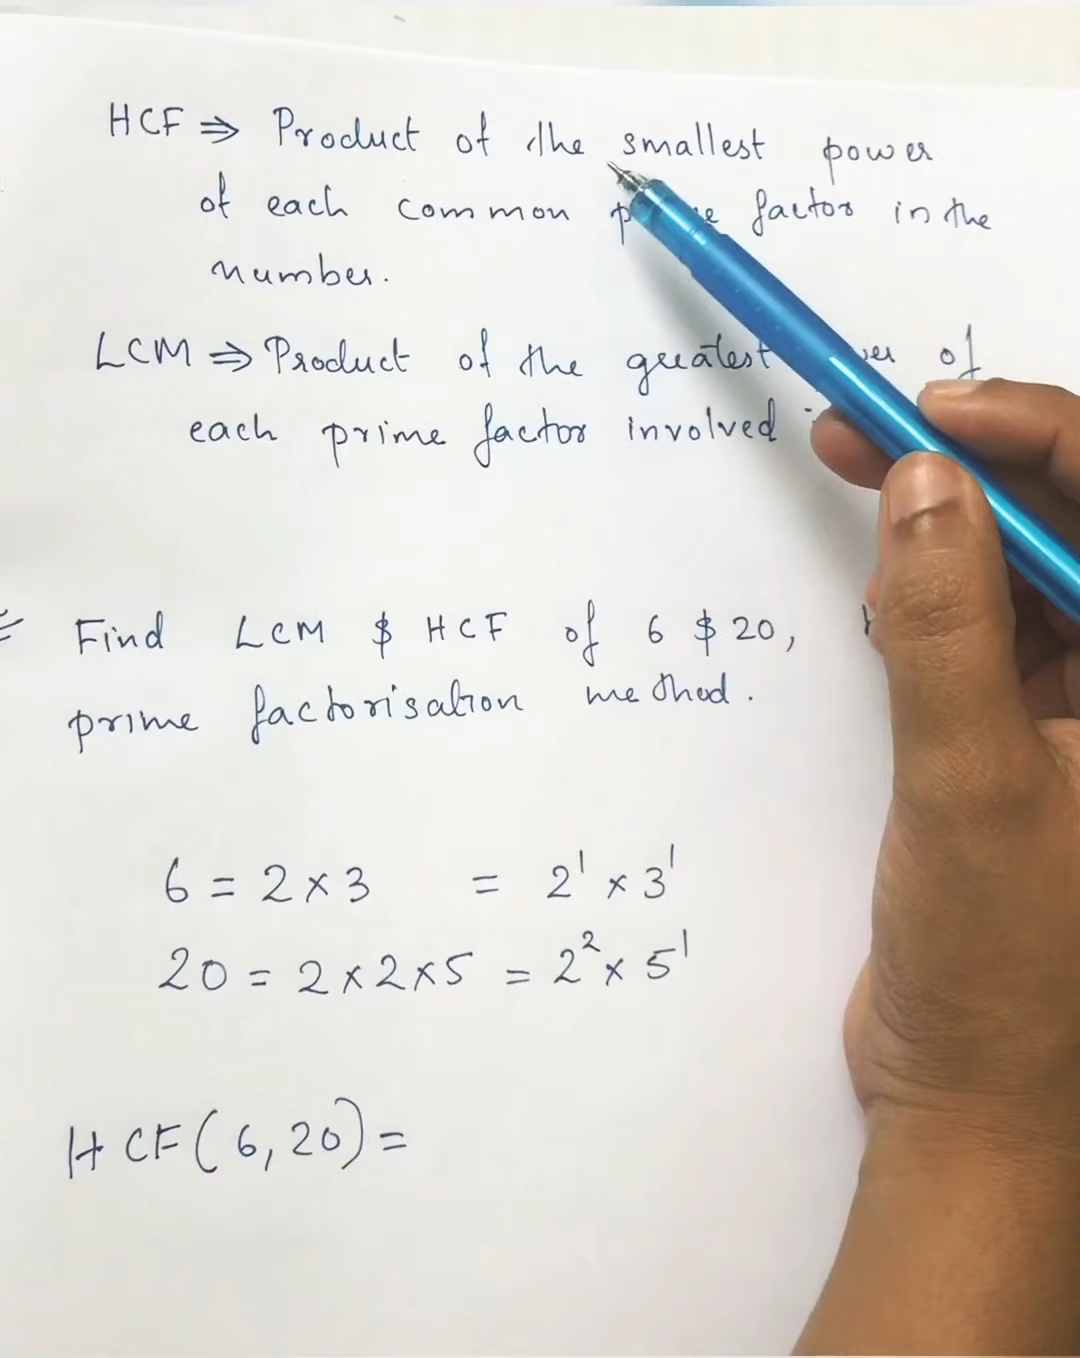 HCF ⇒ Product of the smallest power
of each common factor in the
number.
LCM ⇒ Product of the greatest of
each prime factor involved
Find LCM $ HCF of 6 $ 20,
prime factorisation method.
6 = 2 × 3 = 2¹ × 3¹
20 = 2×2×5 = 2² × 5¹
HCF(6,20) =